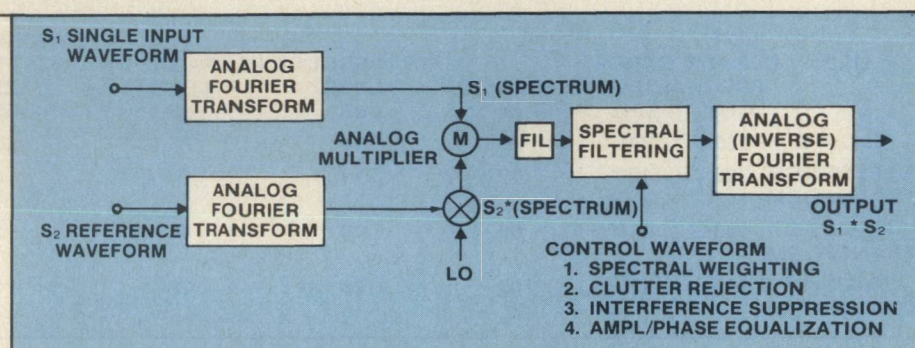 S₁ SINGLE INPUT
WAVEFORM
ANALOG
FOURIER
TRANSFORM
S₁ (SPECTRUM)
ANALOG
MULTIPLIER
M
FIL
SPECTRAL
FILTERING
ANALOG
(INVERSE)
FOURIER
TRANSFORM
S₂ REFERENCE
WAVEFORM
ANALOG
FOURIER
TRANSFORM
S₂*(SPECTRUM)
LO
OUTPUT
S₁ * S₂
CONTROL WAVEFORM
1. SPECTRAL WEIGHTING
2. CLUTTER REJECTION
3. INTERFERENCE SUPPRESSION
4. AMPL/PHASE EQUALIZATION